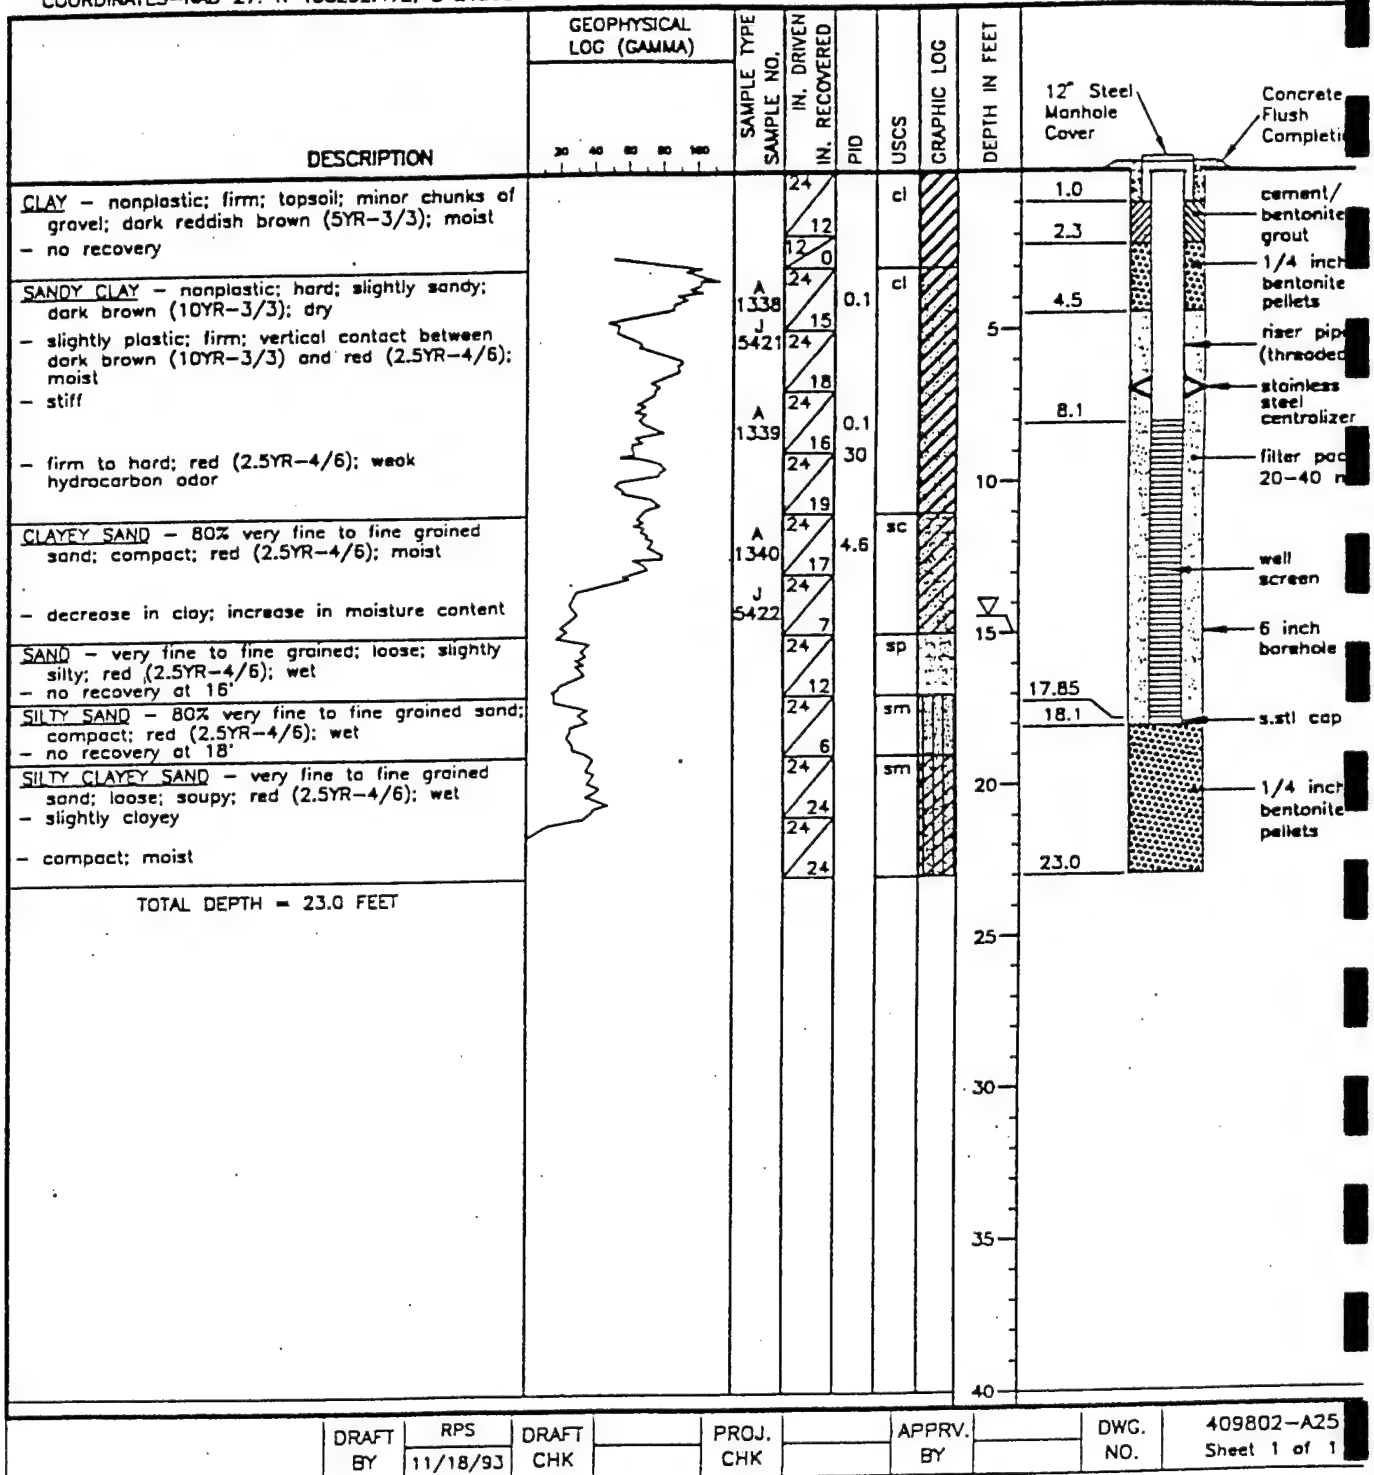 GEOPHYSICAL
LOG (GAMMA)
SAMPLE TYPE
SAMPLE NO.
IN. DRIVEN
IN. RECOVERED
PID
USCS
GRAPHIC LOG
DEPTH IN FEET
DESCRIPTION
20 40 60 80 100
12" Steel
Manhole
Cover
Concrete
Flush
CLAY – nonplastic; firm; topsoil; minor chunks of
gravel; dark reddish brown (5YR–3/3); moist
– no recovery
SANDY CLAY – nonplastic; hard; slightly sandy;
dark brown (10YR–3/3); dry
– slightly plastic; firm; vertical contact between
dark brown (10YR–3/3) and red (2.5YR–4/6);
moist
– stiff
– firm to hard; red (2.5YR–4/6); weak
hydrocarbon odor
CLAYEY SAND – 80% very fine to fine grained
sand; compact; red (2.5YR–4/6); moist
– decrease in clay; increase in moisture content
SAND – very fine to fine grained; loose; slightly
silty; red (2.5YR–4/6); wet
– no recovery at 16'
SILTY SAND – 80% very fine to fine grained sand;
compact; red (2.5YR–4/6); wet
– no recovery at 18'
SILTY CLAYEY SAND – very fine to fine grained
sand; loose; soupy; red (2.5YR–4/6); wet
– slightly clayey
– compact; moist
TOTAL DEPTH = 23.0 FEET
A
1338
J
5421
A
1339
A
1340
J
5422
24
12
12
0
24
15
24
18
24
16
24
19
24
17
24
7
24
12
24
6
24
24
24
24
0.1
0.1
30
4.6
cl
cl
sc
sp
sm
sm
5
10
15
20
25
30
35
40
1.0
2.3
4.5
8.1
17.85
18.1
23.0
cement/
bentonite
grout
1/4 inch
bentonite
pellets
riser pipe
(threaded
stainless
steel
centralizer
filter
20–40
well
screen
6 inch
borehole
s.stl cap
1/4 inch
bentonite
pellets
DRAFT
BY
RPS
11/18/93
DRAFT
CHK
PROJ.
CHK
APPRV.
BY
DWG.
NO.
409802–A25
Sheet 1 of 1